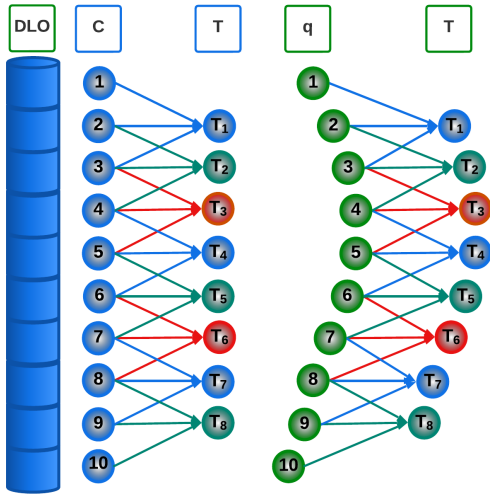 DLO C T q T
1 1
2 T1 2 T1
3 T2 3 T2
4 T3 4 T3
5 T4 5 T4
6 T5 6 T5
7 T6 7 T6
8 T7 8 T7
9 T8 9 T8
10 10